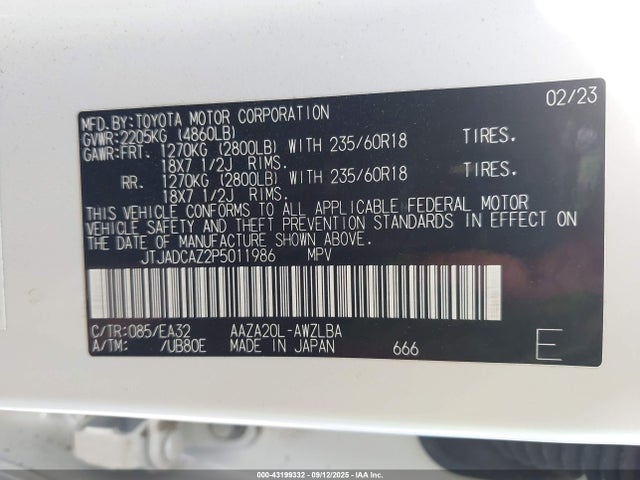 02/23
MFD.BY:TOYOTA MOTOR CORPORATION
GVWR:2205KG (4860LB)
GAWR:FRT. 1270KG (2800LB) WITH 235/60R18 TIRES.
18X7 1/2J RIMS.
RR. 1270KG (2800LB) WITH 235/60R18 TIRES.
18X7 1/2J RIMS.
THIS VEHICLE CONFORMS TO ALL APPLICABLE FEDERAL MOTOR
VEHICLE SAFETY AND THEFT PREVENTION STANDARDS IN EFFECT ON
THE DATE OF MANUFACTURE SHOWN ABOVE.
JTJADCAZ2P5011986 MPV
C/TR:085/EA32 AAZA20L-AWZLBA
A/TM: /UB80E MADE IN JAPAN 666 E
000-43199332 - 09/12/2025 - IAAI.COM